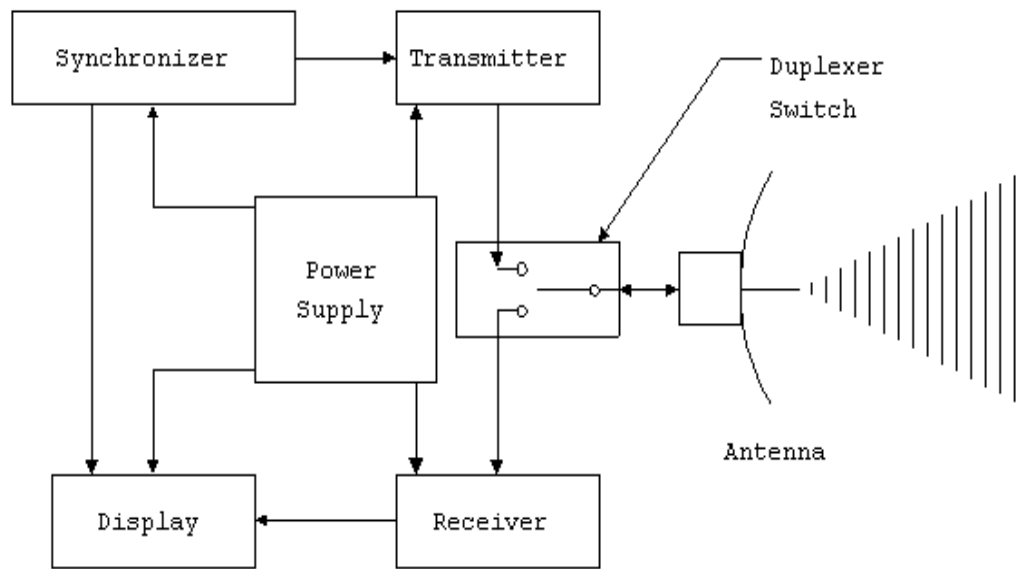 Synchronizer
Transmitter
Duplexer
Switch
Power
Supply
Antenna
Display
Receiver